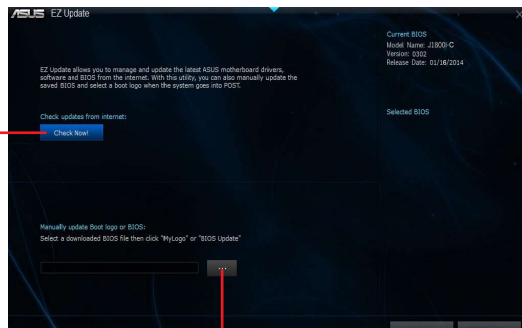 ASUS EZ Update
Current BIOS
Model Name: J1800I-C
Version: 0302
Release Date: 01/16/2014
EZ Update allows you to manage and update the latest ASUS motherboard drivers,
software and BIOS from the internet. With this utility, you can also manually update the
saved BIOS and select a boot logo when the system goes into POST.
Check updates from internet:
Check Now!
Selected BIOS
Manually update Boot logo or BIOS:
Select a downloaded BIOS file then click "MyLogo" or "BIOS Update"
...